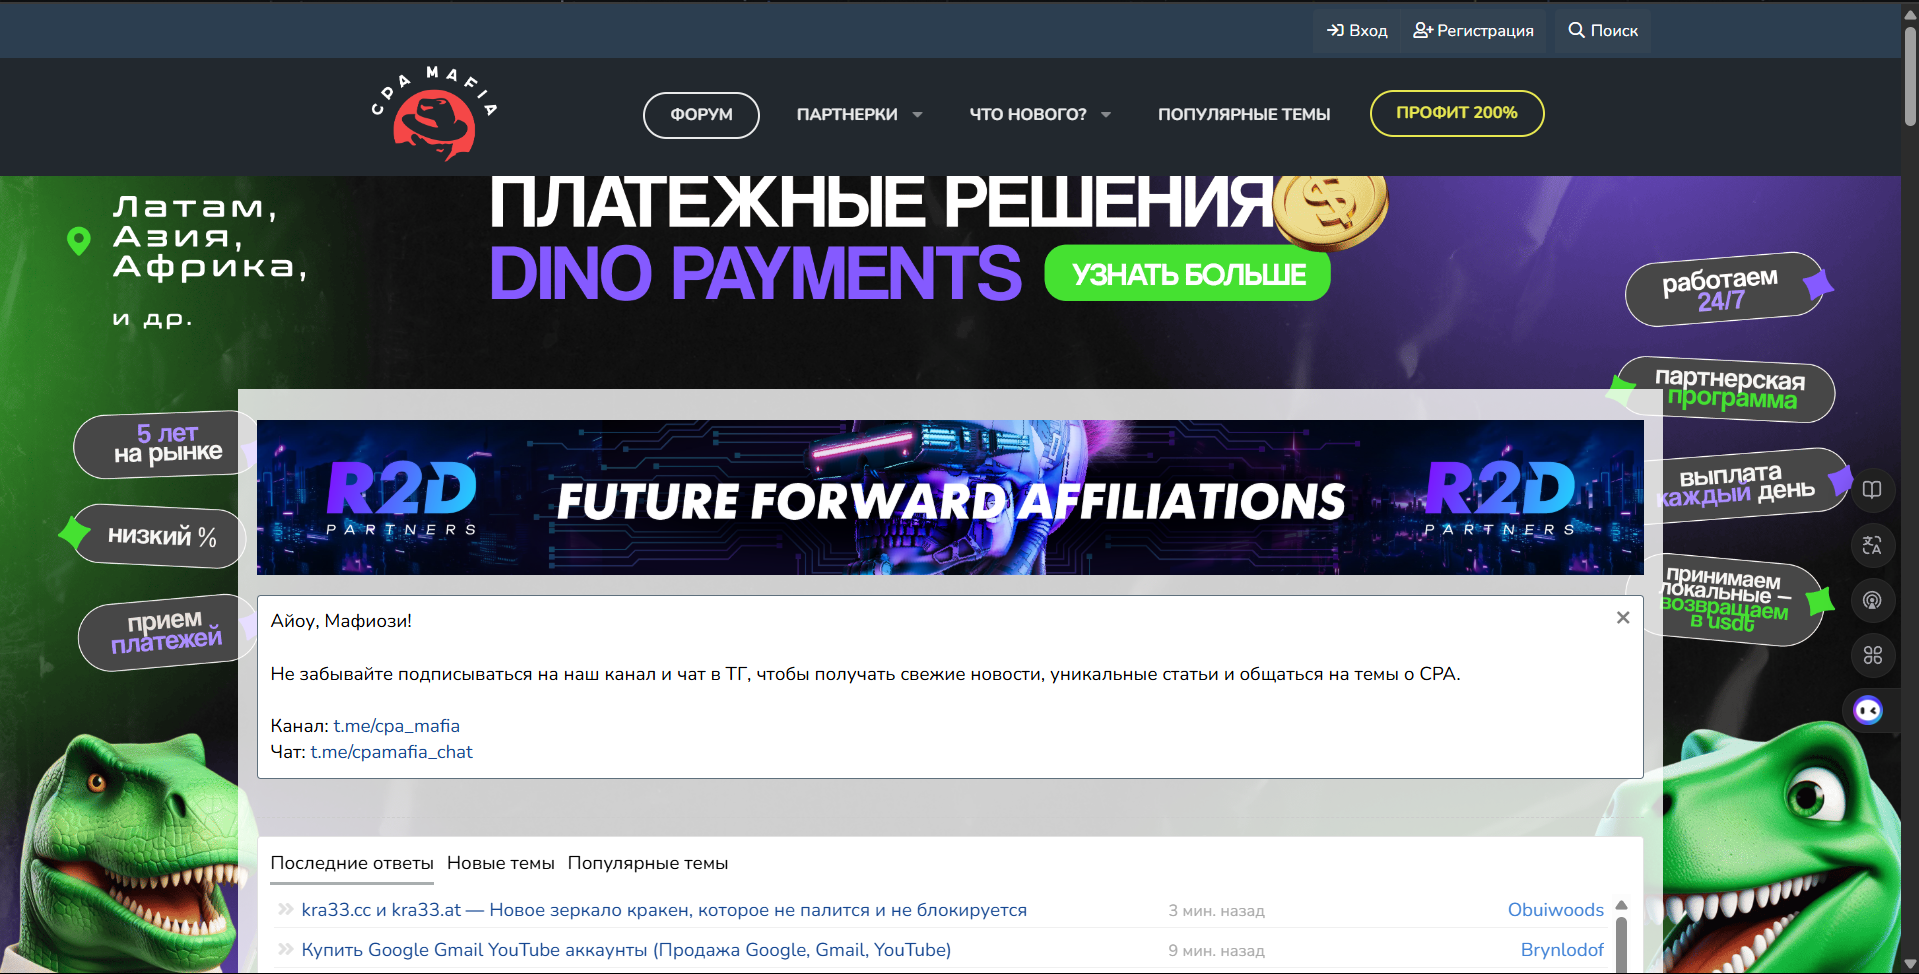 Вход
Регистрация
Поиск
CPA MAFIA
ФОРУМ
ПАРТНЕРКИ
ЧТО НОВОГО?
ПОПУЛЯРНЫЕ ТЕМЫ
ПРОФИТ 200%
Латам,
Азия,
Африка,
и др.
ПЛАТЕЖНЫЕ РЕШЕНИЯ
DINO PAYMENTS
УЗНАТЬ БОЛЬШЕ
работаем
24/7
партнерская
программа
5 лет
на рынке
выплата
каждый день
низкий %
принимаем
локальные —
возвращаем
в usdt
прием
платежей
R2D
PARTNERS
FUTURE FORWARD AFFILIATIONS
R2D
PARTNERS
Айоу, Мафиози!
Не забывайте подписываться на наш канал и чат в ТГ, чтобы получать свежие новости, уникальные статьи и общаться на темы о CPA.
Канал: t.me/cpa_mafia
Чат: t.me/cpamafia_chat
Последние ответы
Новые темы
Популярные темы
kra33.cc и kra33.at — Новое зеркало кракен, которое не палится и не блокируется
3 мин. назад
Obuiwoods
Купить Google Gmail YouTube аккаунты (Продажа Google, Gmail, YouTube)
9 мин. назад
Brynlodof